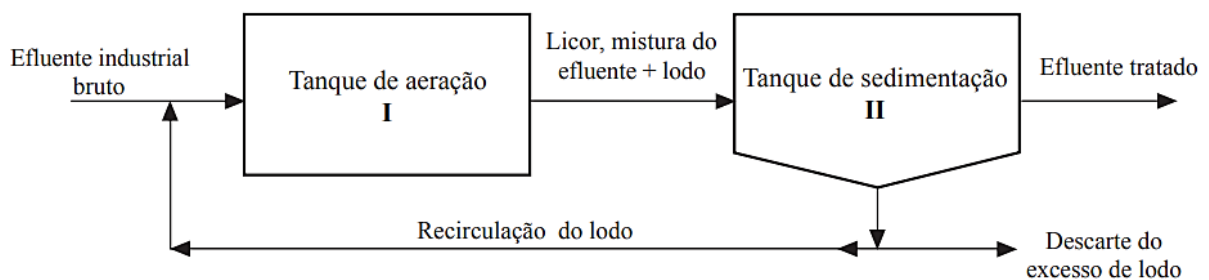 Efluente industrial
bruto
Tanque de aeração
I
Licor, mistura do
efluente + lodo
Tanque de sedimentação
II
Efluente tratado
Recirculação do lodo
Descarte do
excesso de lodo